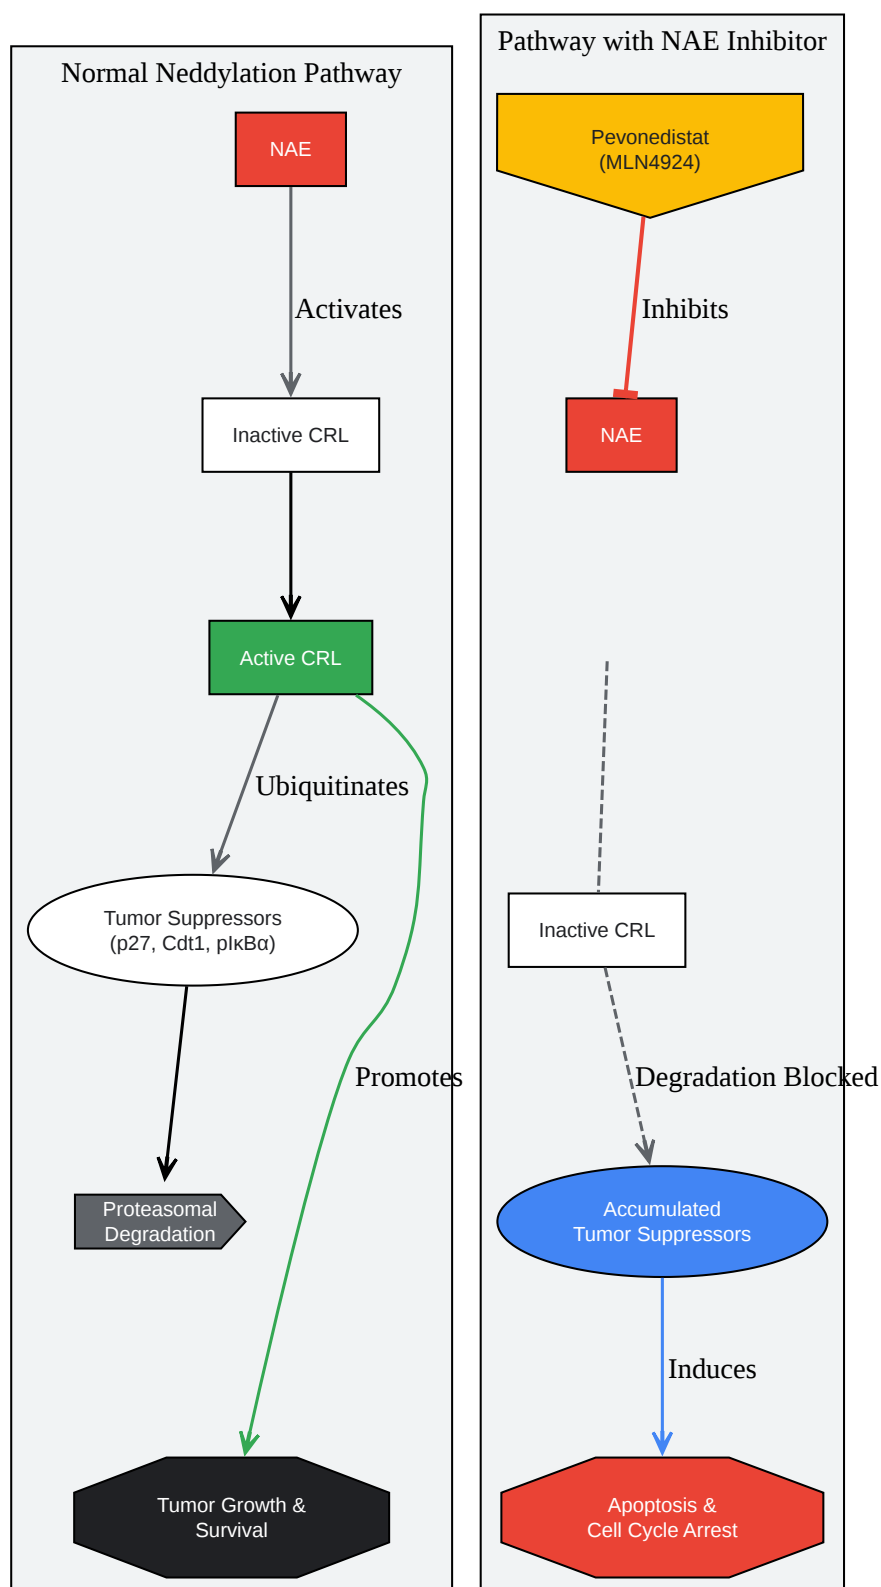 Normal Neddylation Pathway
NAE
Activates
Inactive CRL
Active CRL
Ubiquitinates
Tumor Suppressors
(p27, Cdt1, pIκBα)
Promotes
Proteasomal
Degradation
Tumor Growth &
Survival
Pathway with NAE Inhibitor
Pevonedistat
(MLN4924)
Inhibits
NAE
Inactive CRL
Degradation Blocked
Accumulated
Tumor Suppressors
Induces
Apoptosis &
Cell Cycle Arrest